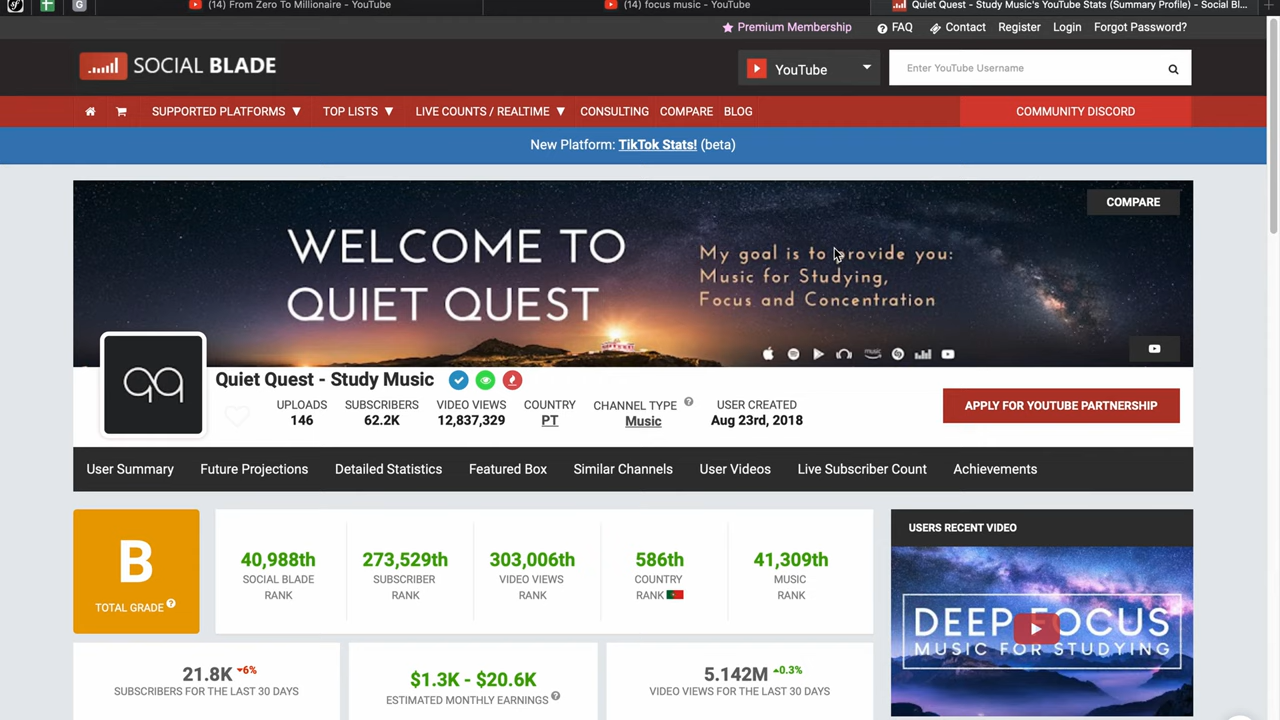 (14) From Zero To Millionaire - YouTube
(14) focus music - YouTube
Quiet Quest - Study Music's YouTube Stats (Summary Profile) - Social Bl...
Premium Membership
FAQ
Contact
Register
Login
Forgot Password?
SOCIAL BLADE
YouTube
Enter YouTube Username
SUPPORTED PLATFORMS ▼
TOP LISTS ▼
LIVE COUNTS / REALTIME ▼
CONSULTING
COMPARE
BLOG
COMMUNITY DISCORD
New Platform: TikTok Stats! (beta)
COMPARE
WELCOME TO
QUIET QUEST
My goal is to provide you:
Music for Studying,
Focus and Concentration
qq
Quiet Quest - Study Music
UPLOADS
146
SUBSCRIBERS
62.2K
VIDEO VIEWS
12,837,329
COUNTRY
PT
CHANNEL TYPE
Music
USER CREATED
Aug 23rd, 2018
APPLY FOR YOUTUBE PARTNERSHIP
User Summary
Future Projections
Detailed Statistics
Featured Box
Similar Channels
User Videos
Live Subscriber Count
Achievements
B
TOTAL GRADE
40,988th
SOCIAL BLADE
RANK
273,529th
SUBSCRIBER
RANK
303,006th
VIDEO VIEWS
RANK
586th
COUNTRY
RANK
41,309th
MUSIC
RANK
USERS RECENT VIDEO
DEEP FOCUS
MUSIC FOR STUDYING
21.8K -6%
SUBSCRIBERS FOR THE LAST 30 DAYS
$1.3K - $20.6K
ESTIMATED MONTHLY EARNINGS
5.142M +0.3%
VIDEO VIEWS FOR THE LAST 30 DAYS